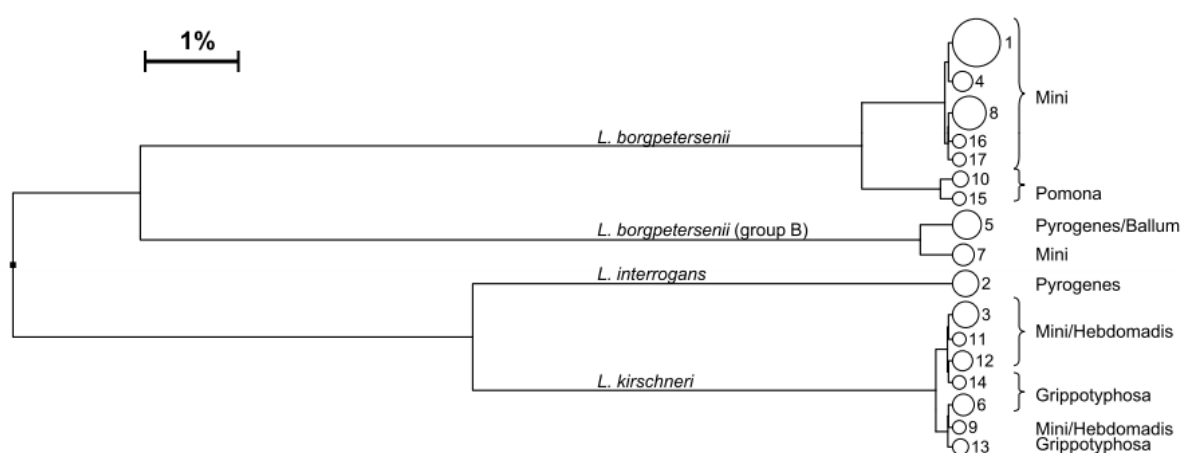 1%
1
4
Mini
8
L. borgpetersenii
16
17
10
15
Pomona
5
Pyrogenes/Ballum
L. borgpetersenii (group B)
7
Mini
L. interrogans
2
Pyrogenes
3
Mini/Hebdomadis
11
12
L. kirschneri
14
Grippotyphosa
6
9
Mini/Hebdomadis
13
Grippotyphosa